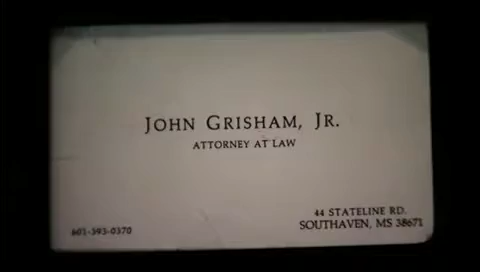 JOHN GRISHAM, JR.
ATTORNEY AT LAW
44 STATELINE RD.
SOUTHAVEN, MS 38671
601-393-0370